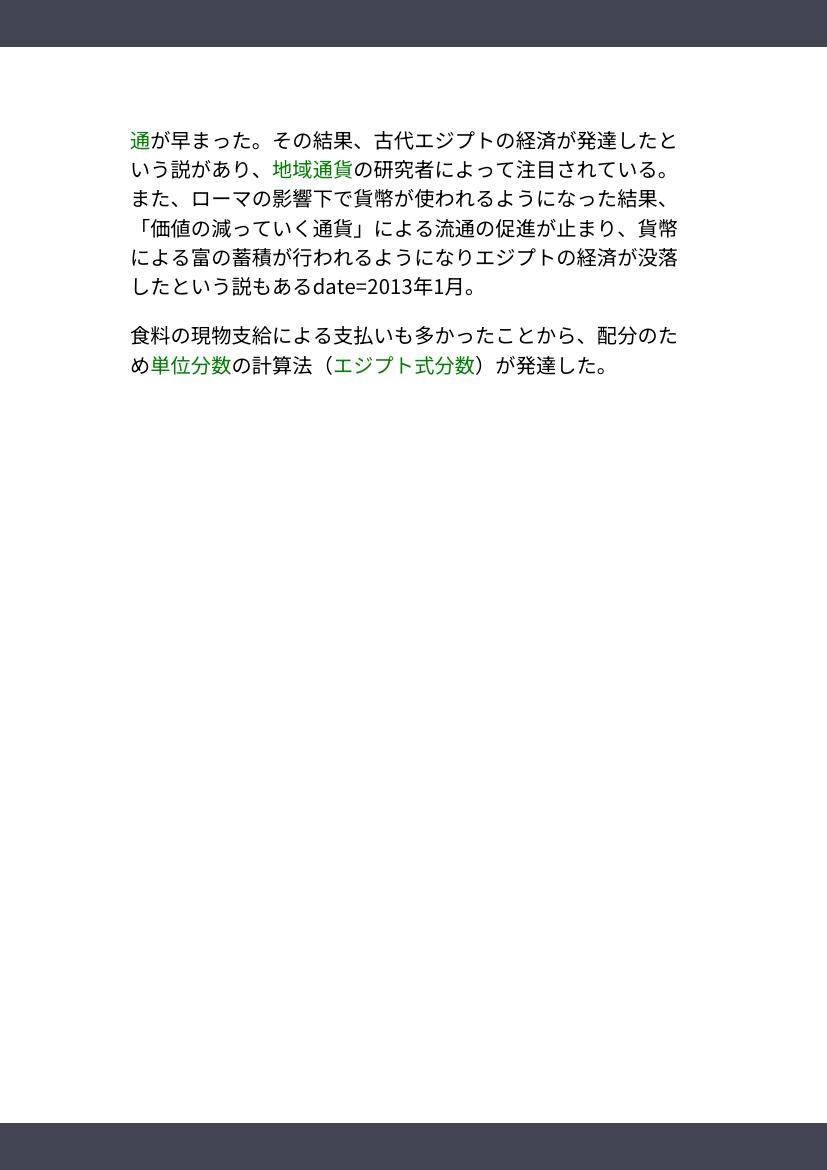 通が早まった。その結果、古代エジプトの経済が発達したと
いう説があり、地域通貨の研究者によって注目されている。
また、ローマの影響下で貨幣が使われるようになった結果、
「価値の減っていく通貨」による流通の促進が止まり、貨幣
による富の蓄積が行われるようになりエジプトの経済が没落
したという説もあるdate=2013年1月。
食料の現物支給による支払いも多かったことから、配分のた
め単位分数の計算法（エジプト式分数）が発達した。